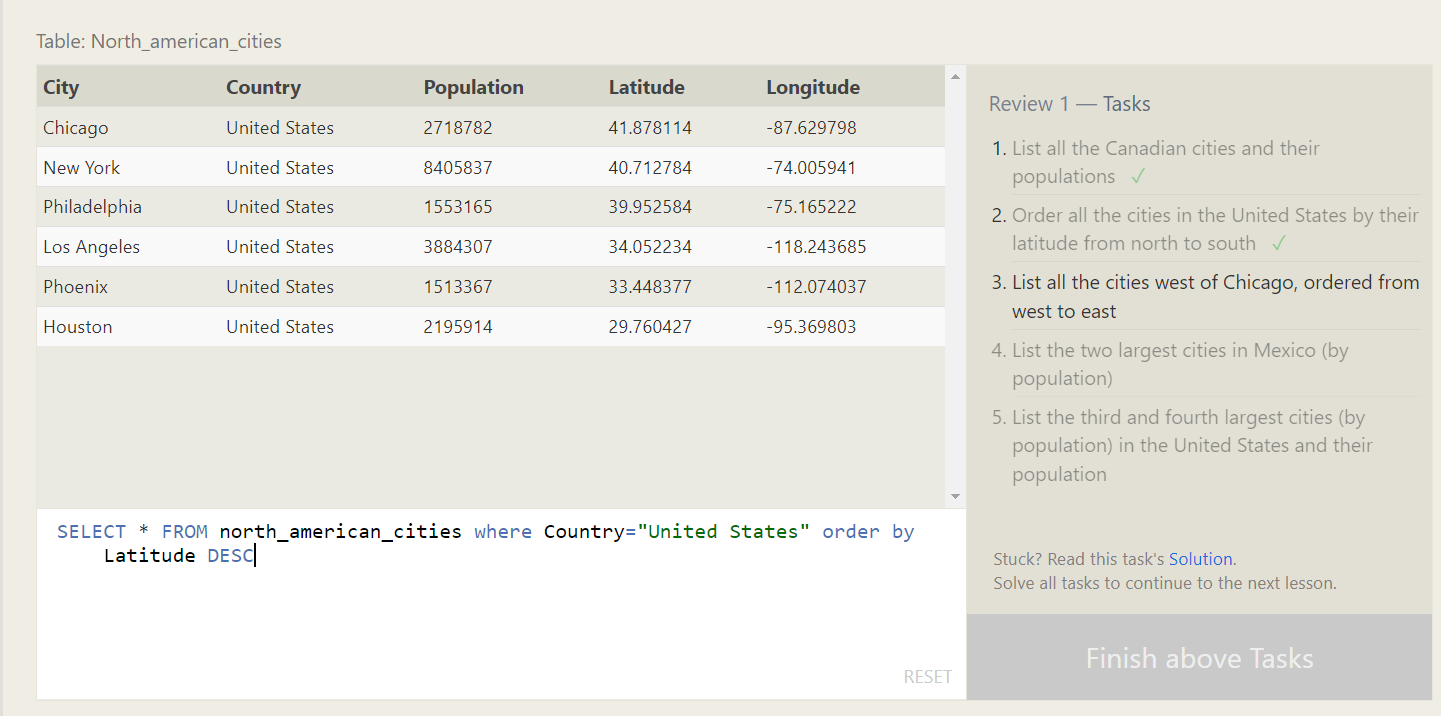 Table: North_american_cities
City Country Population Latitude Longitude
Chicago United States 2718782 41.878114 -87.629798
New York United States 8405837 40.712784 -74.005941
Philadelphia United States 1553165 39.952584 -75.165222
Los Angeles United States 3884307 34.052234 -118.243685
Phoenix United States 1513367 33.448377 -112.074037
Houston United States 2195914 29.760427 -95.369803
SELECT * FROM north_american_cities where Country="United States" order by
Latitude DESC
RESET
Review 1 — Tasks
1. List all the Canadian cities and their
populations ✓
2. Order all the cities in the United States by their
latitude from north to south ✓
3. List all the cities west of Chicago, ordered from
west to east
4. List the two largest cities in Mexico (by
population)
5. List the third and fourth largest cities (by
population) in the United States and their
population
Stuck? Read this task's Solution.
Solve all tasks to continue to the next lesson.
Finish above Tasks